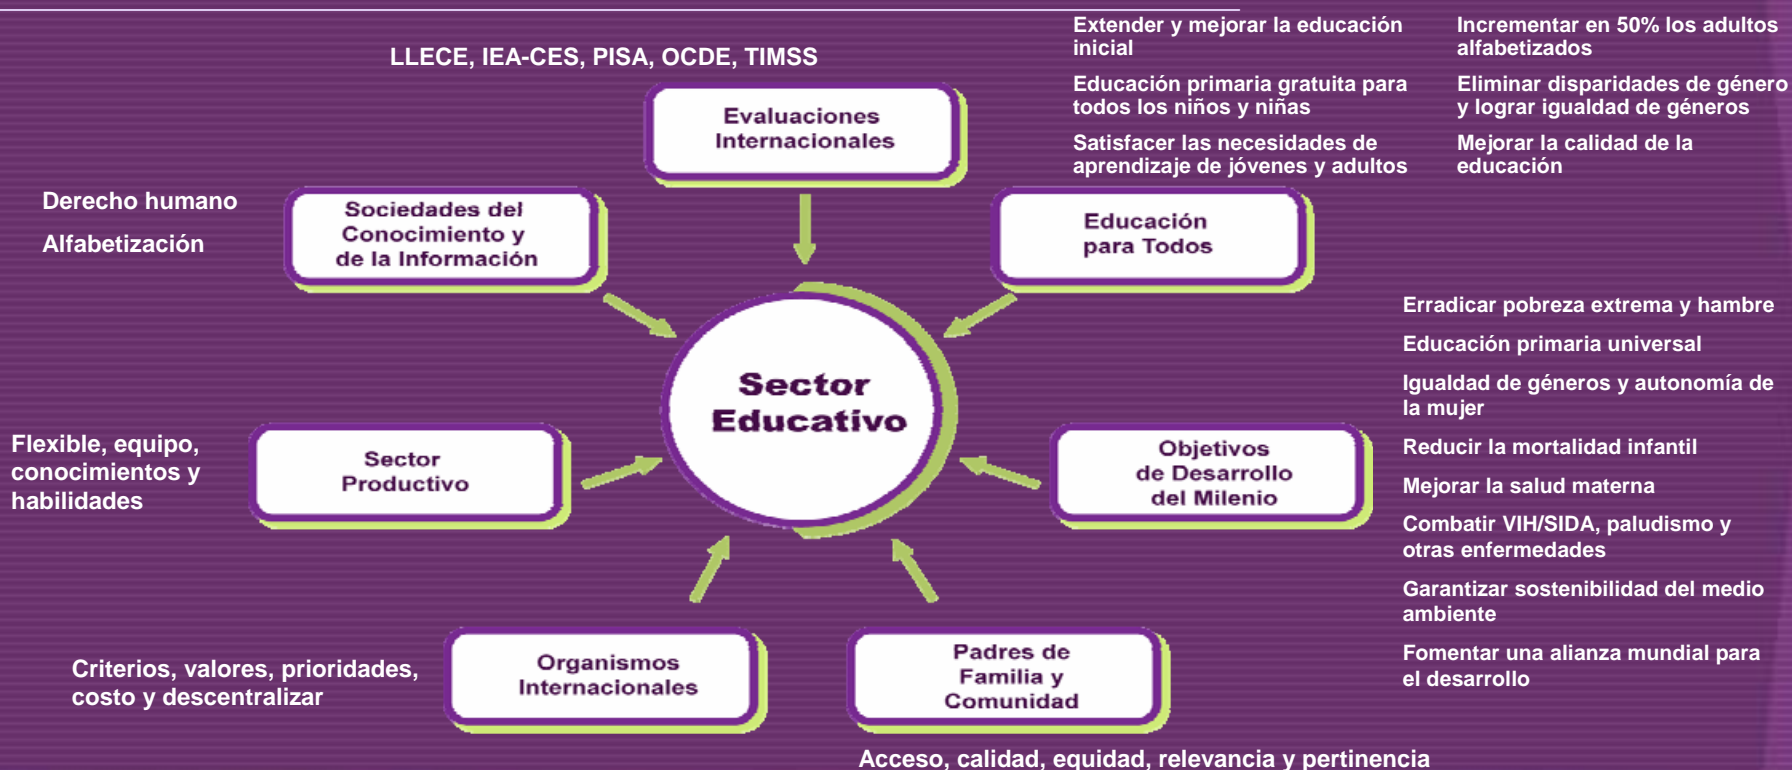 LLECE, IEA-CES, PISA, OCDE, TIMSS
Evaluaciones
Internacionales
Extender y mejorar la educación
inicial
Educación primaria gratuita para
todos los niños y niñas
Satisfacer las necesidades de
aprendizaje de jóvenes y adultos
Incrementar en 50% los adultos
alfabetizados
Eliminar disparidades de género
y lograr igualdad de géneros
Mejorar la calidad de la
educación
Derecho humano
Alfabetización
Sociedades del
Conocimiento y
de la Información
Educación
para Todos
Sector
Educativo
Erradicar pobreza extrema y hambre
Educación primaria universal
Igualdad de géneros y autonomía de
la mujer
Reducir la mortalidad infantil
Mejorar la salud materna
Combatir VIH/SIDA, paludismo y
otras enfermedades
Garantizar sostenibilidad del medio
ambiente
Fomentar una alianza mundial para
el desarrollo
Flexible, equipo,
conocimientos y
habilidades
Sector
Productivo
Objetivos
de Desarrollo
del Milenio
Criterios, valores, prioridades,
costo y descentralizar
Organismos
Internacionales
Padres de
Familia y
Comunidad
Acceso, calidad, equidad, relevancia y pertinencia